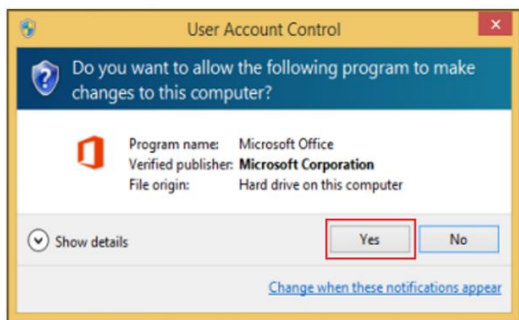 User Account Control
Do you want to allow the following program to make
changes to this computer?
Program name: Microsoft Office
Verified publisher: Microsoft Corporation
File origin: Hard drive on this computer
Show details
Yes
No
Change when these notifications appear